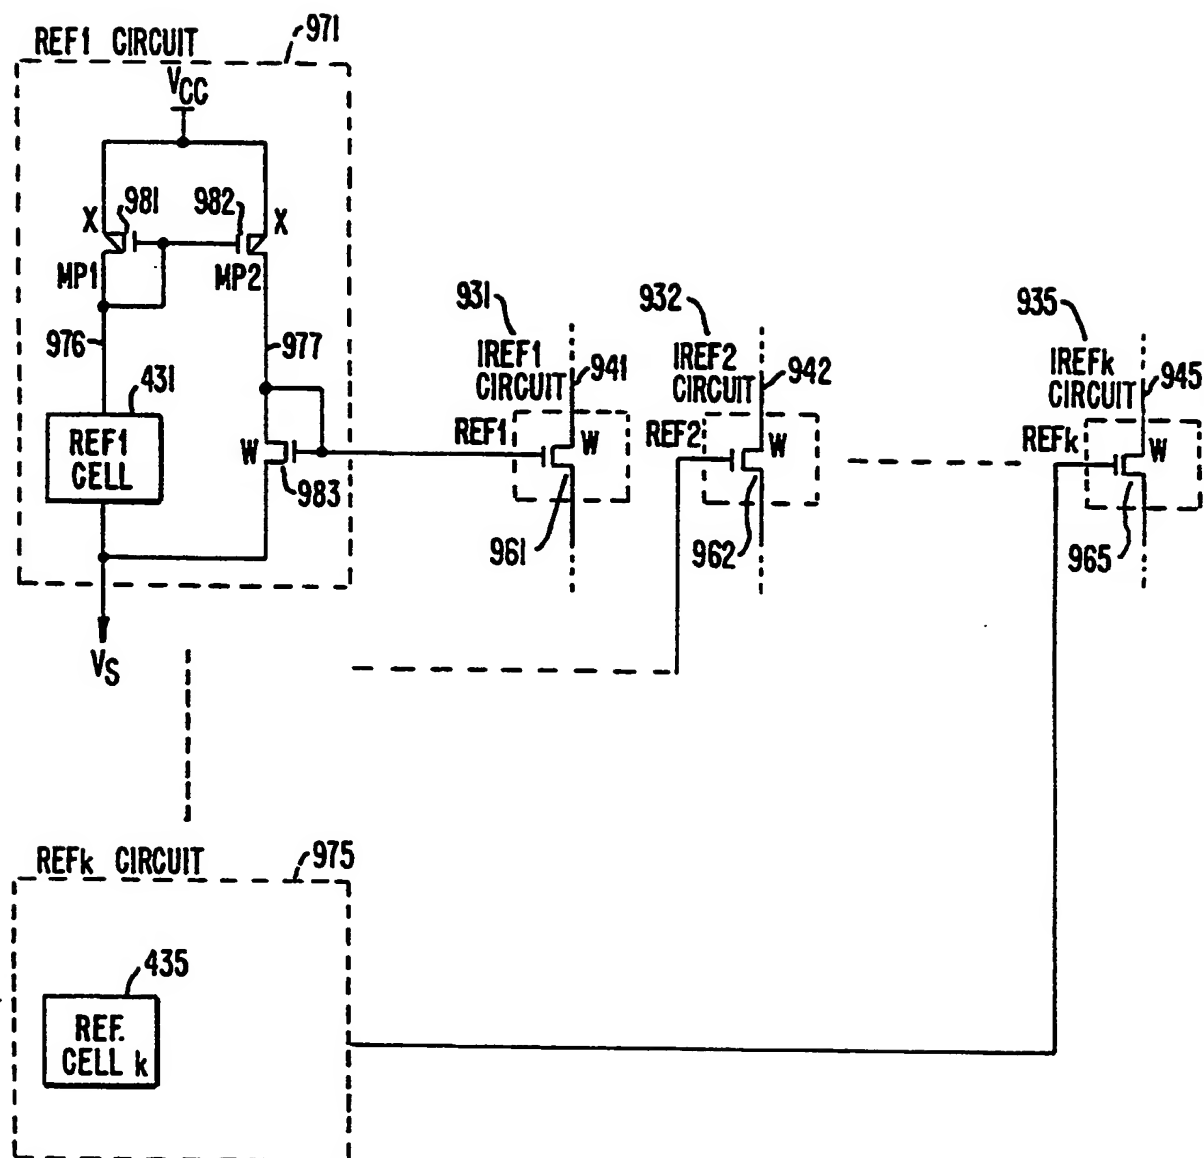 REF1 CIRCUIT
971
VCC
X
981
982
X
MP1
MP2
976
977
431
REF1
CELL
W
983
VS
931
IREF1
CIRCUIT
941
REF1
W
961
932
IREF2
CIRCUIT
942
REF2
W
962
935
IREFk
CIRCUIT
945
REFk
W
965
REFk CIRCUIT
975
435
REF.
CELL k